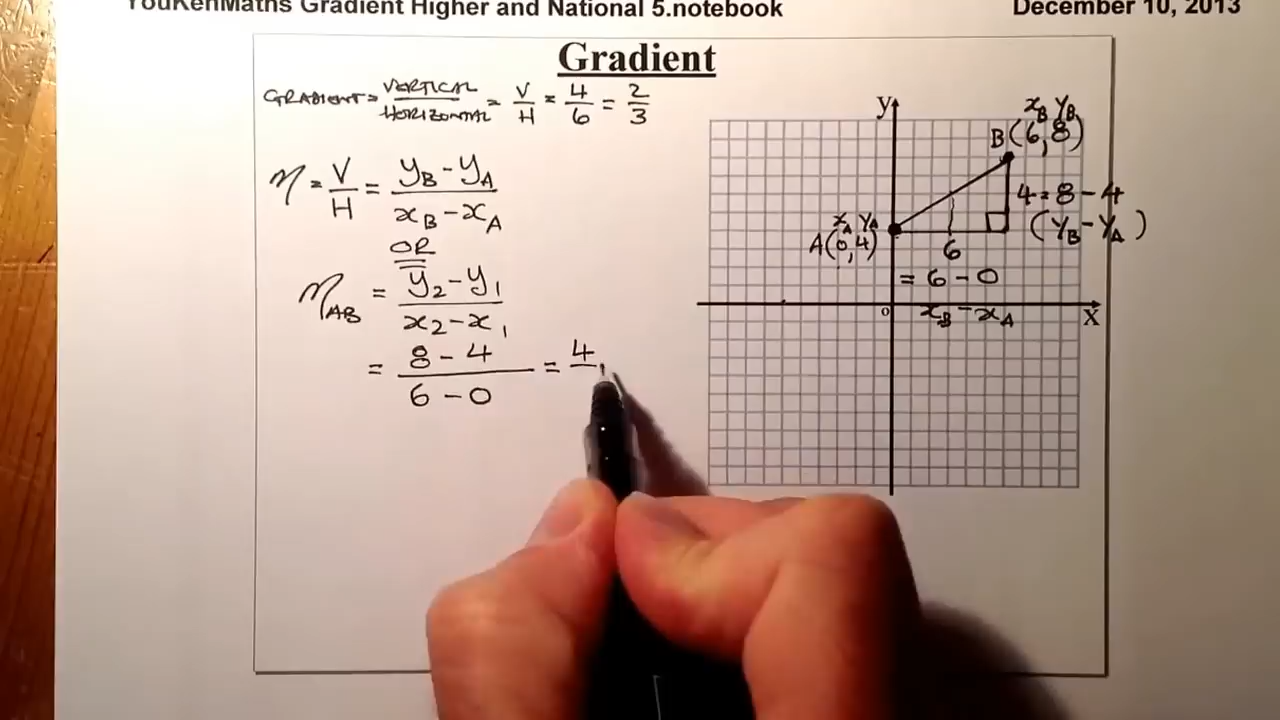 YouKenMaths Gradient Higher and National 5.notebook
December 10, 2013
Gradient
GRADIENT = VERTICAL / HORIZONTAL = V / H = 4 / 6 = 2 / 3
m = V / H = yB - yA / xB - xA
OR
mAB = y2 - y1 / x2 - x1
= 8 - 4 / 6 - 0 = 4
y
xB yB
B(6,8)
4 = 8 - 4
(yB - yA)
xA yA
A(0,4)
6
= 6 - 0
xB - xA
o
x